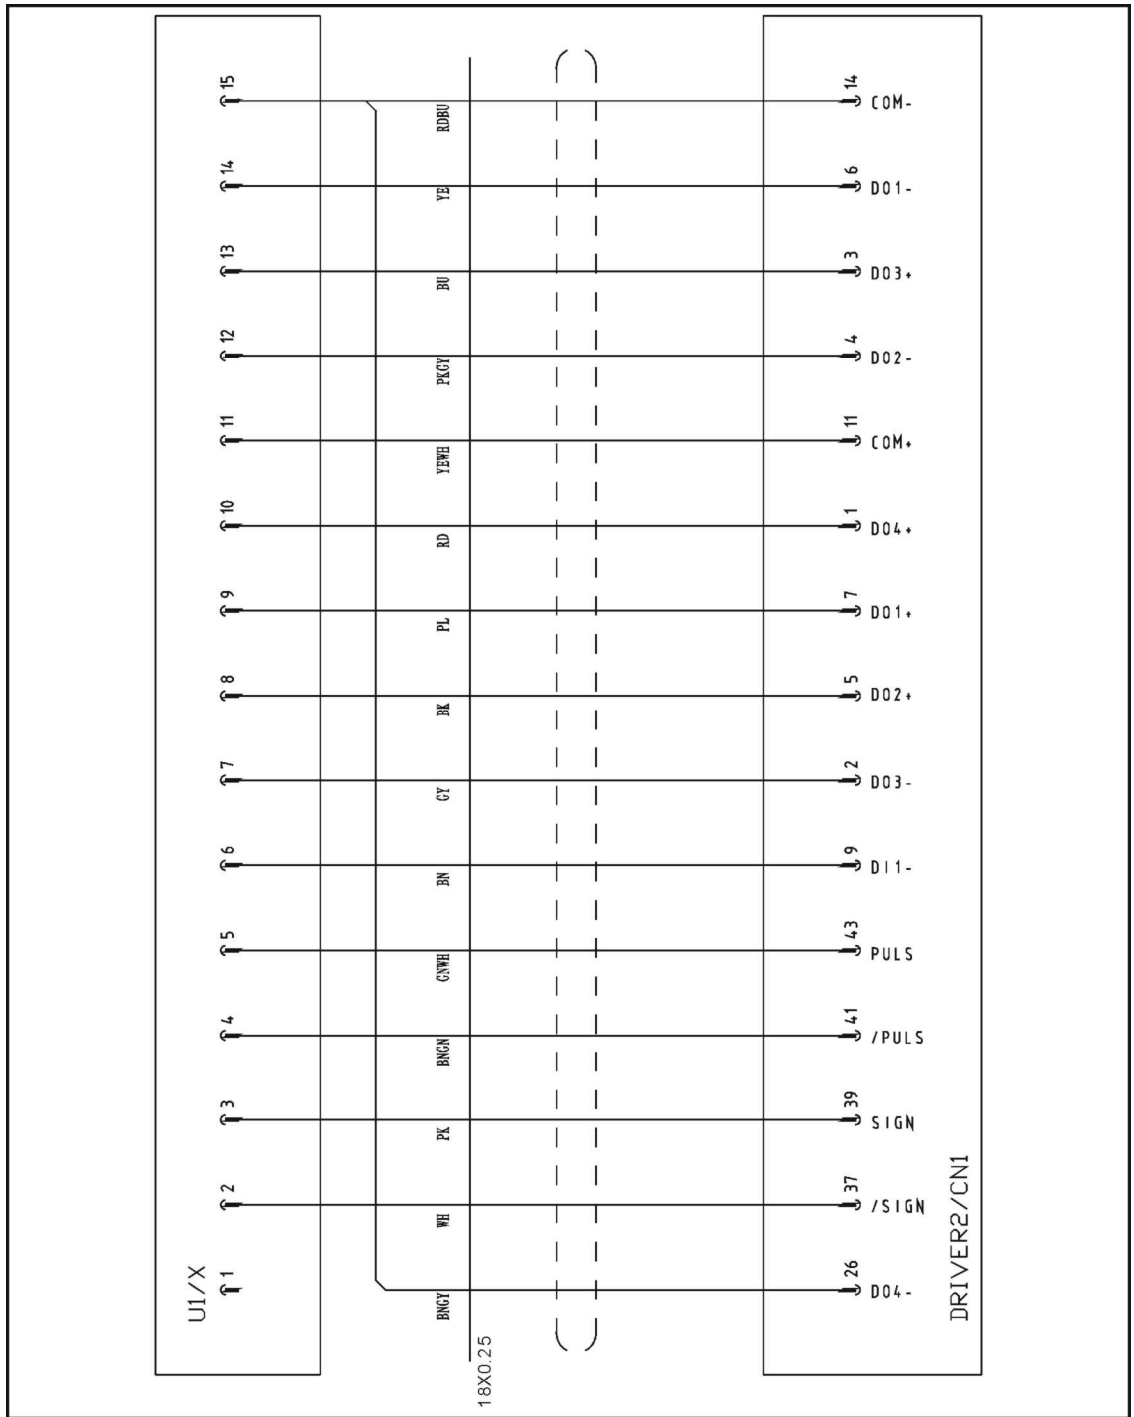 15 RDBU 14 COM-
14 YE 6 DO1-
13 BU 3 DO3+
12 PKGY 4 DO2-
11 YEWH 11 COM+
10 RD 1 DO4+
9 PL 7 DO1+
8 BK 5 DO2+
7 GY 2 DO3-
6 BN 9 DI1-
5 GNWH 43 PULS
4 BNGN 41 /PULS
3 PK 39 SIGN
2 WH 37 /SIGN
1 BNGY 26 DO4-
U1/X
18X0.25
DRIVER2/CN1